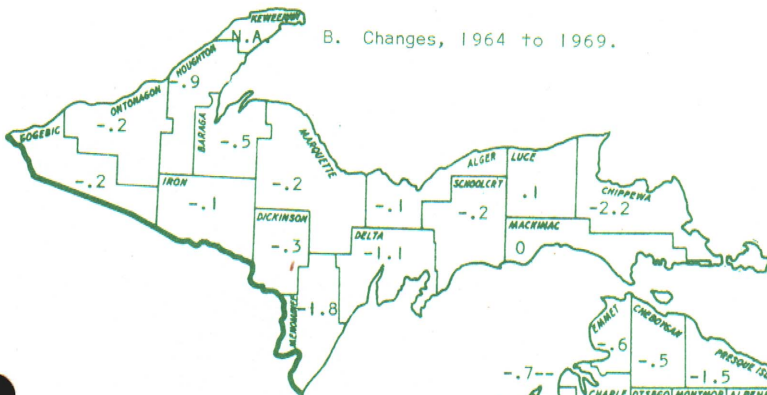 KEWEENAW
N.A.
B. Changes, 1964 to 1969.
HOUGHTON
-.9
ONTONAGON
-.2
GOGEBIC
-.2
BARAGA
-.5
MARQUETTE
-.2
IRON
-.1
DICKINSON
-.3
MENOMINEE
-1.8
DELTA
-1.1
ALGER
-.1
SCHOOLCRT
-.2
LUCE
.1
CHIPPEWA
-2.2
MACKINAC
0
EMMET
-.6
CHEBOYGAN
-.5
PRESQUE ISL
-1.5
-.7--
CHARLE
OTSEGO
MONTMOR
ALPENA